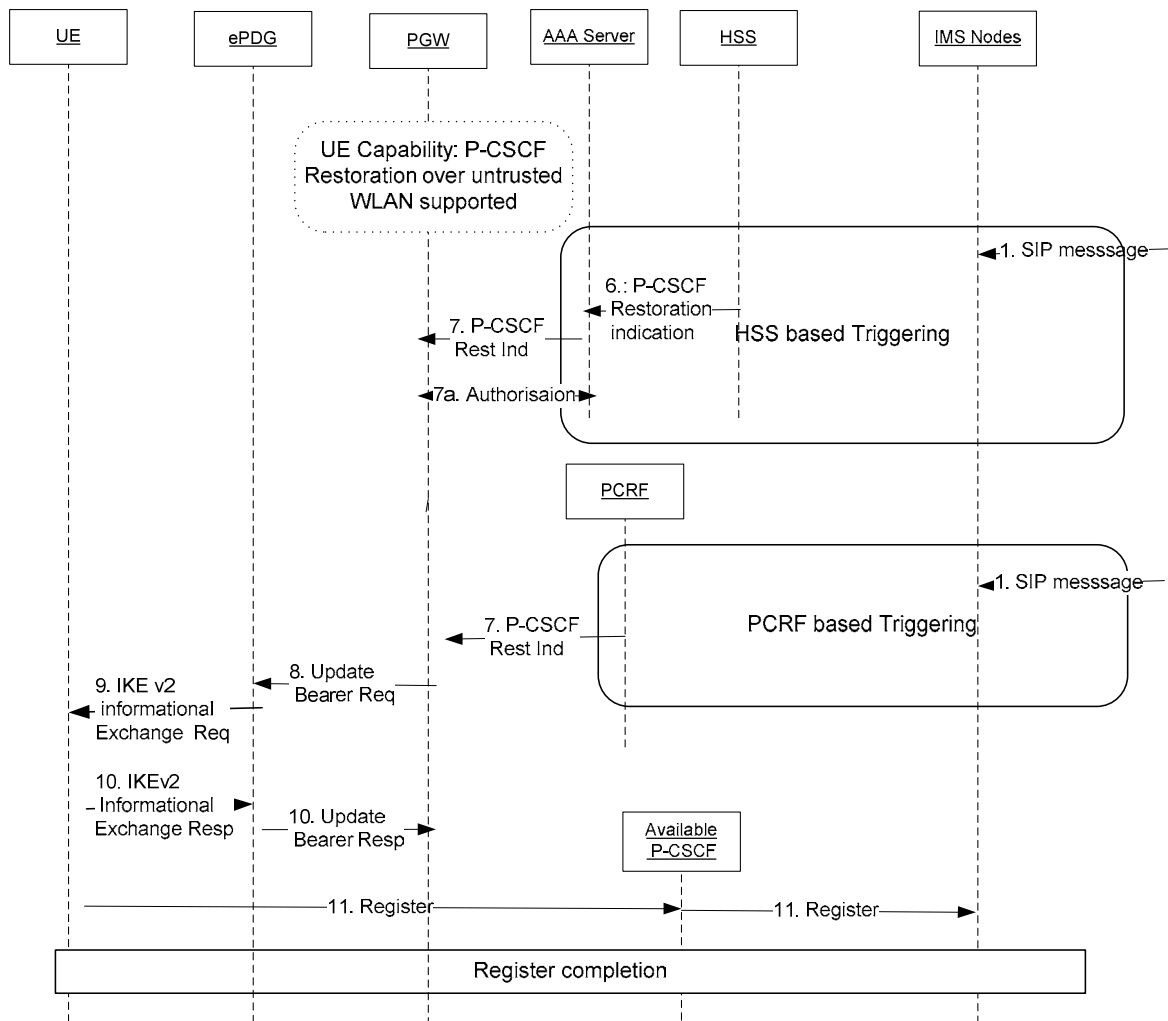 UE
ePDG
PGW
AAA Server
HSS
IMS Nodes
UE Capability: P-CSCF
Restoration over untrusted
WLAN supported
1. SIP messsage
6.: P-CSCF
Restoration
indication
7. P-CSCF
Rest Ind
HSS based Triggering
7a. Authorisaion
PCRF
1. SIP messsage
7. P-CSCF
Rest Ind
PCRF based Triggering
8. Update
Bearer Req
9. IKE v2
informational
Exchange Req
10. IKEv2
Informational
Exchange Resp
10. Update
Bearer Resp
Available
P-CSCF
11. Register
11. Register
Register completion